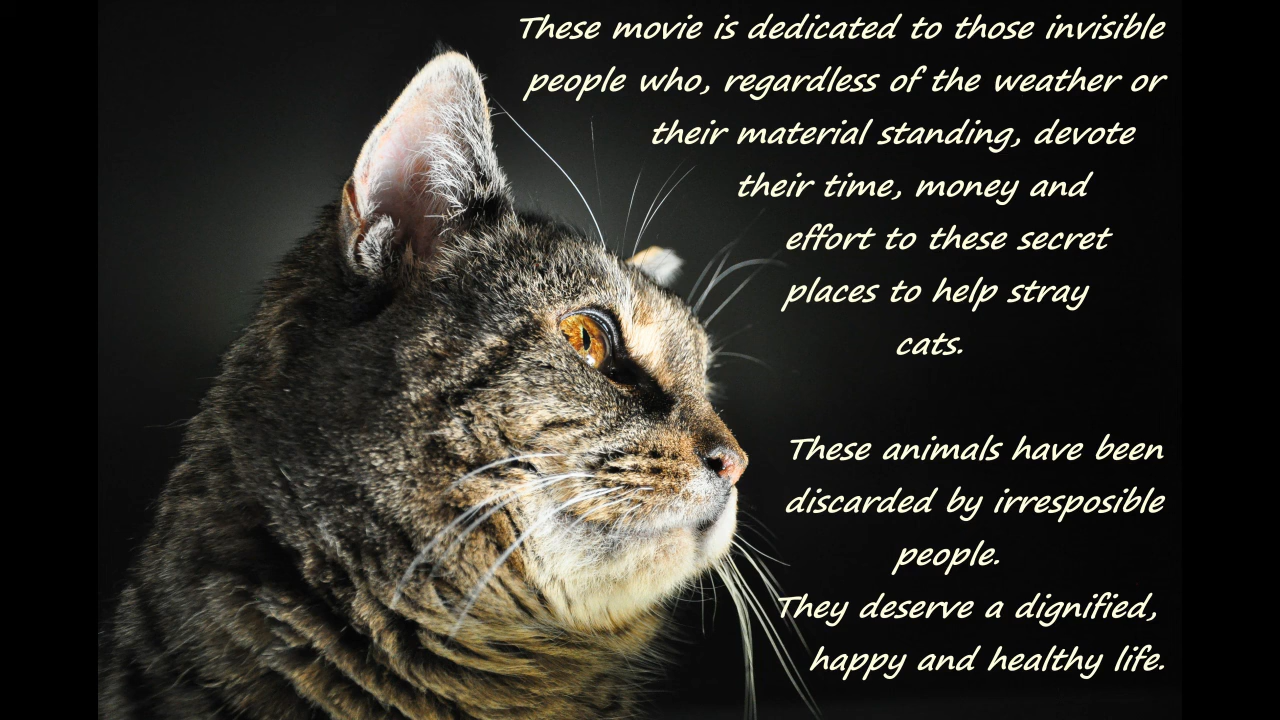 These movie is dedicated to those invisible
people who, regardless of the weather or
their material standing, devote
their time, money and
effort to these secret
places to help stray
cats.
These animals have been
discarded by irresposible
people.
They deserve a dignified,
happy and healthy life.